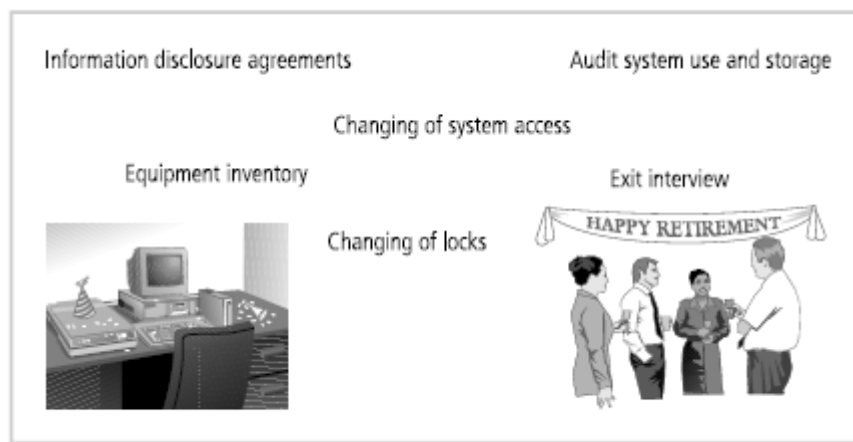 Information disclosure agreements
Audit system use and storage
Changing of system access
Equipment inventory
Exit interview
HAPPY RETIREMENT
Changing of locks